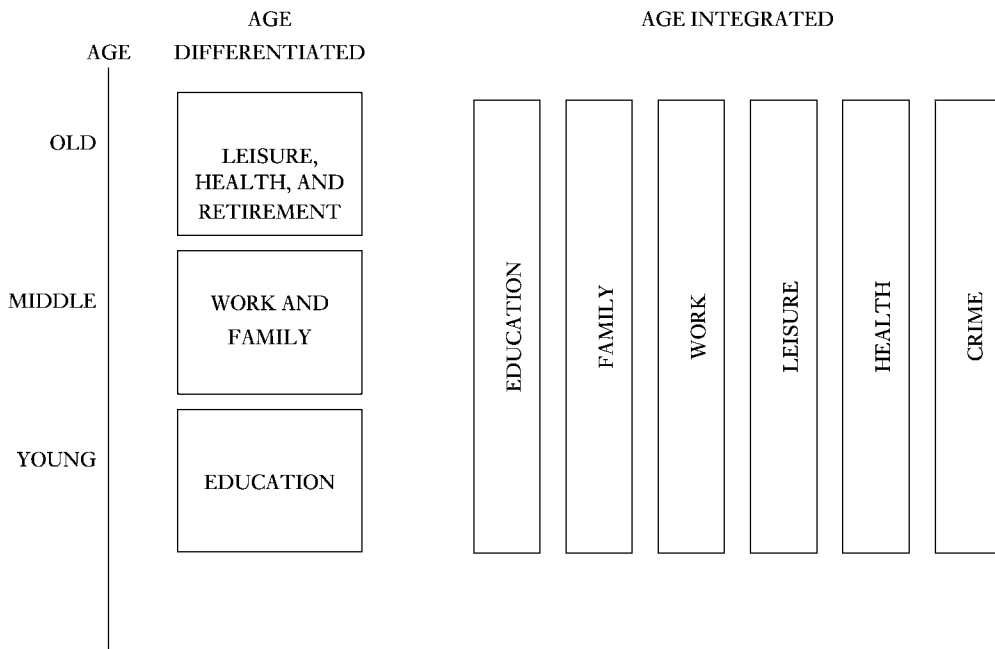 AGE
DIFFERENTIATED
AGE INTEGRATED
AGE
OLD
MIDDLE
YOUNG
LEISURE,
HEALTH, AND
RETIREMENT
WORK AND
FAMILY
EDUCATION
EDUCATION
FAMILY
WORK
LEISURE
HEALTH
CRIME